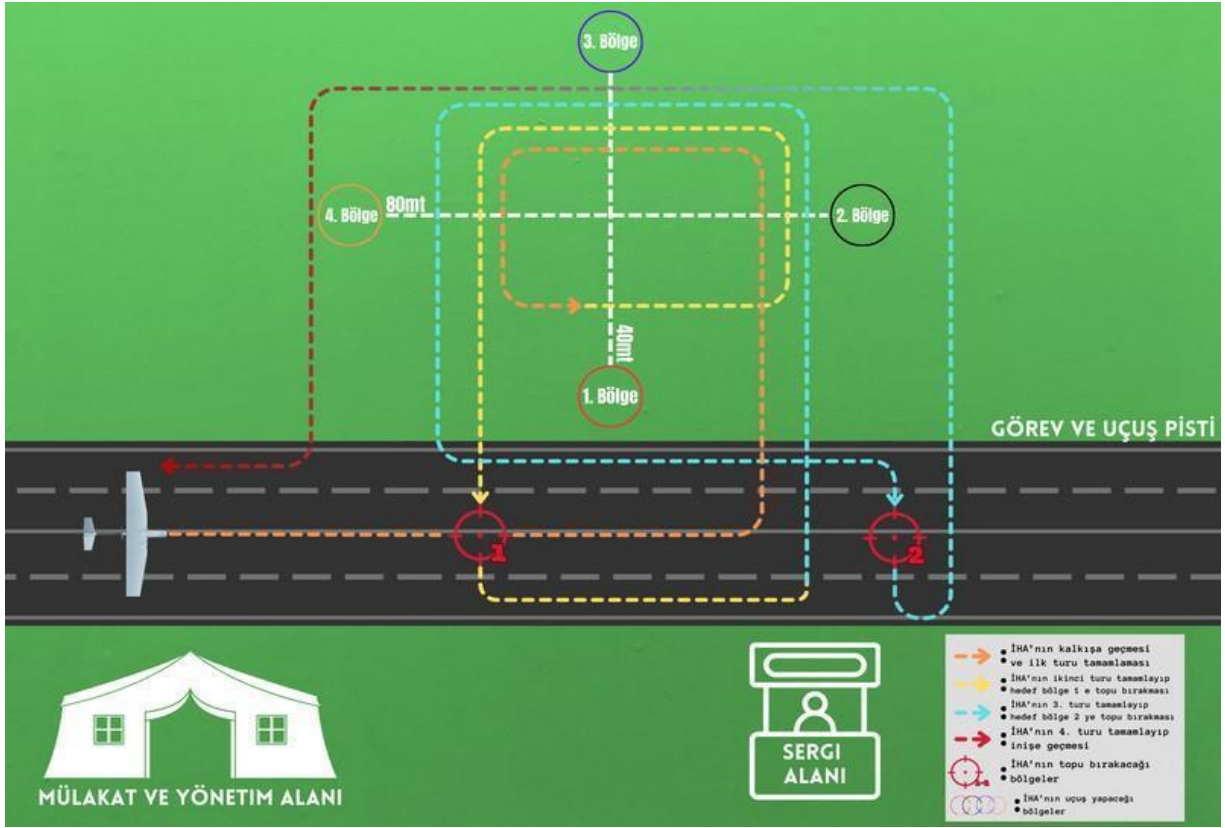 3. Bölge
80mt
4. Bölge
2. Bölge
40mt
1. Bölge
GÖREV VE UÇUŞ PİSTİ
1
2
MÜLAKAT VE YÖNETIM ALANI
SERGI
ALANI
: İHA'nın kalkışa geçmesi
ve ilk turu tamamlaması
: İHA'nın ikinci turu tamamlayıp
hedef bölge 1 e topu bırakması
: İHA'nın 3. turu tamamlayıp
hedef bölge 2 ye topu bırakması
: İHA'nın 4. turu tamamlayıp
inişe geçmesi
: İHA'nın topu bırakacağı
bölgeler
: İHA'nın uçuş yapacağı
bölgeler